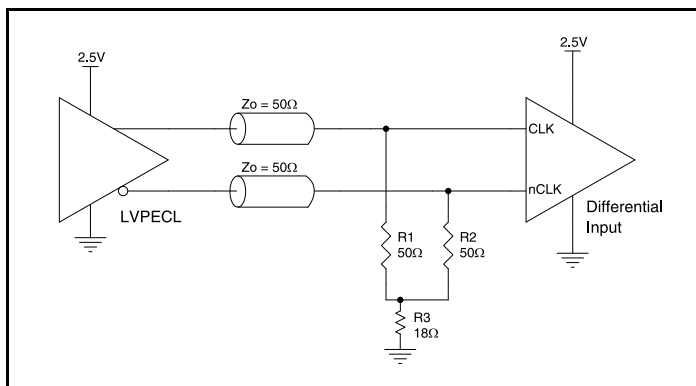 2.5V
2.5V
Zo = 50Ω
CLK
Zo = 50Ω
nCLK
LVPECL
Differential
Input
R1
50Ω
R2
50Ω
R3
18Ω